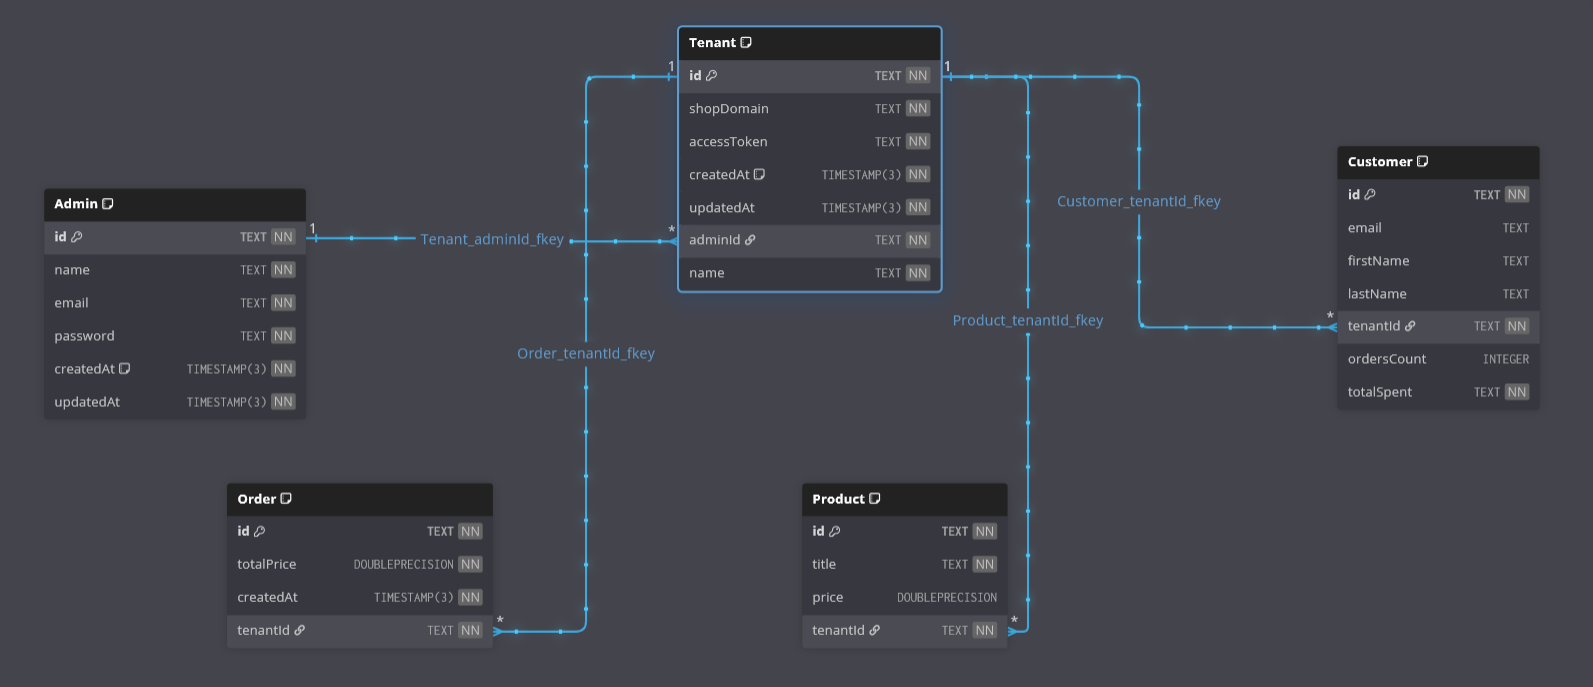 Tenant
1
id TEXT NN
1
shopDomain TEXT NN
accessToken TEXT NN
createdAt TIMESTAMP(3) NN
updatedAt TIMESTAMP(3) NN
*
adminId TEXT NN
name TEXT NN
Admin
id TEXT NN
1
name TEXT NN
email TEXT NN
password TEXT NN
createdAt TIMESTAMP(3) NN
updatedAt TIMESTAMP(3) NN
Tenant_adminId_fkey
Order_tenantId_fkey
Product_tenantId_fkey
Customer_tenantId_fkey
Customer
id TEXT NN
email TEXT
firstName TEXT
lastName TEXT
*
tenantId TEXT NN
ordersCount INTEGER
totalSpent TEXT NN
Order
id TEXT NN
totalPrice DOUBLEPRECISION NN
createdAt TIMESTAMP(3) NN
tenantId TEXT NN
*
Product
id TEXT NN
title TEXT NN
price DOUBLEPRECISION
tenantId TEXT NN
*